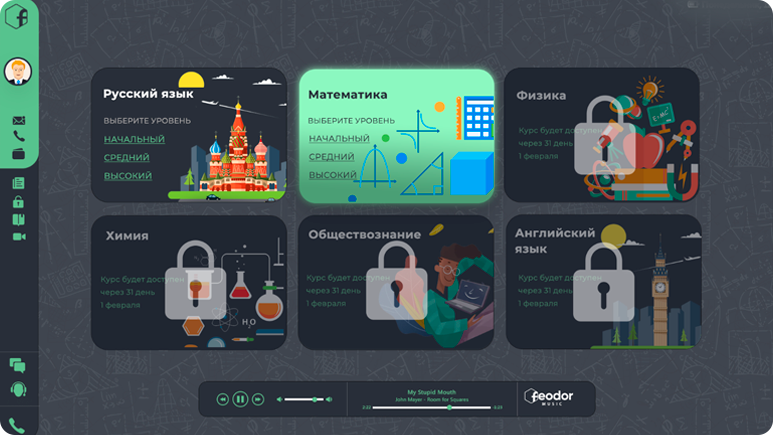 f
Русский язык
ВЫБЕРИТЕ УРОВЕНЬ
НАЧАЛЬНЫЙ
СРЕДНИЙ
ВЫСОКИЙ
Математика
ВЫБЕРИТЕ УРОВЕНЬ
НАЧАЛЬНЫЙ
СРЕДНИЙ
ВЫСОКИЙ
Физика
Курс будет доступен
через 31 день
1 февраля
Химия
Курс будет доступен
через 31 день
1 февраля
H₂O
Обществознание
Курс будет доступен
через 31 день
1 февраля
Английский
язык
Курс будет доступен
через 31 день
1 февраля
My Stupid Mouth
John Mayer - Room for Squares
feodor
MUSIC